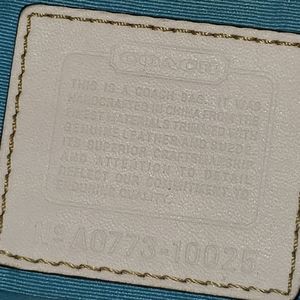 COACH
THIS IS A COACH BAG. IT WAS
HANDCRAFTED IN CHINA FROM THE
FINEST MATERIALS TRIMMED WITH
GENUINE LEATHER AND SUEDE.
ITS SUPERIOR CRAFTSMANSHIP
AND ATTENTION TO DETAIL
REFLECT OUR COMMITMENT TO
ENDURING QUALITY.
Nº A0773-10025